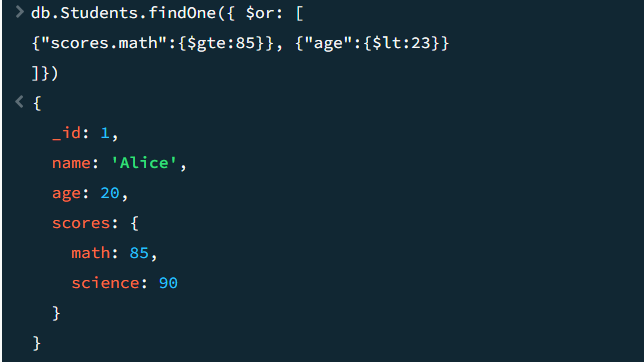 > db.Students.findOne({ $or: [
{"scores.math":{$gte:85}}, {"age":{$lt:23}}
]})
< {
_id: 1,
name: 'Alice',
age: 20,
scores: {
math: 85,
science: 90
}
}